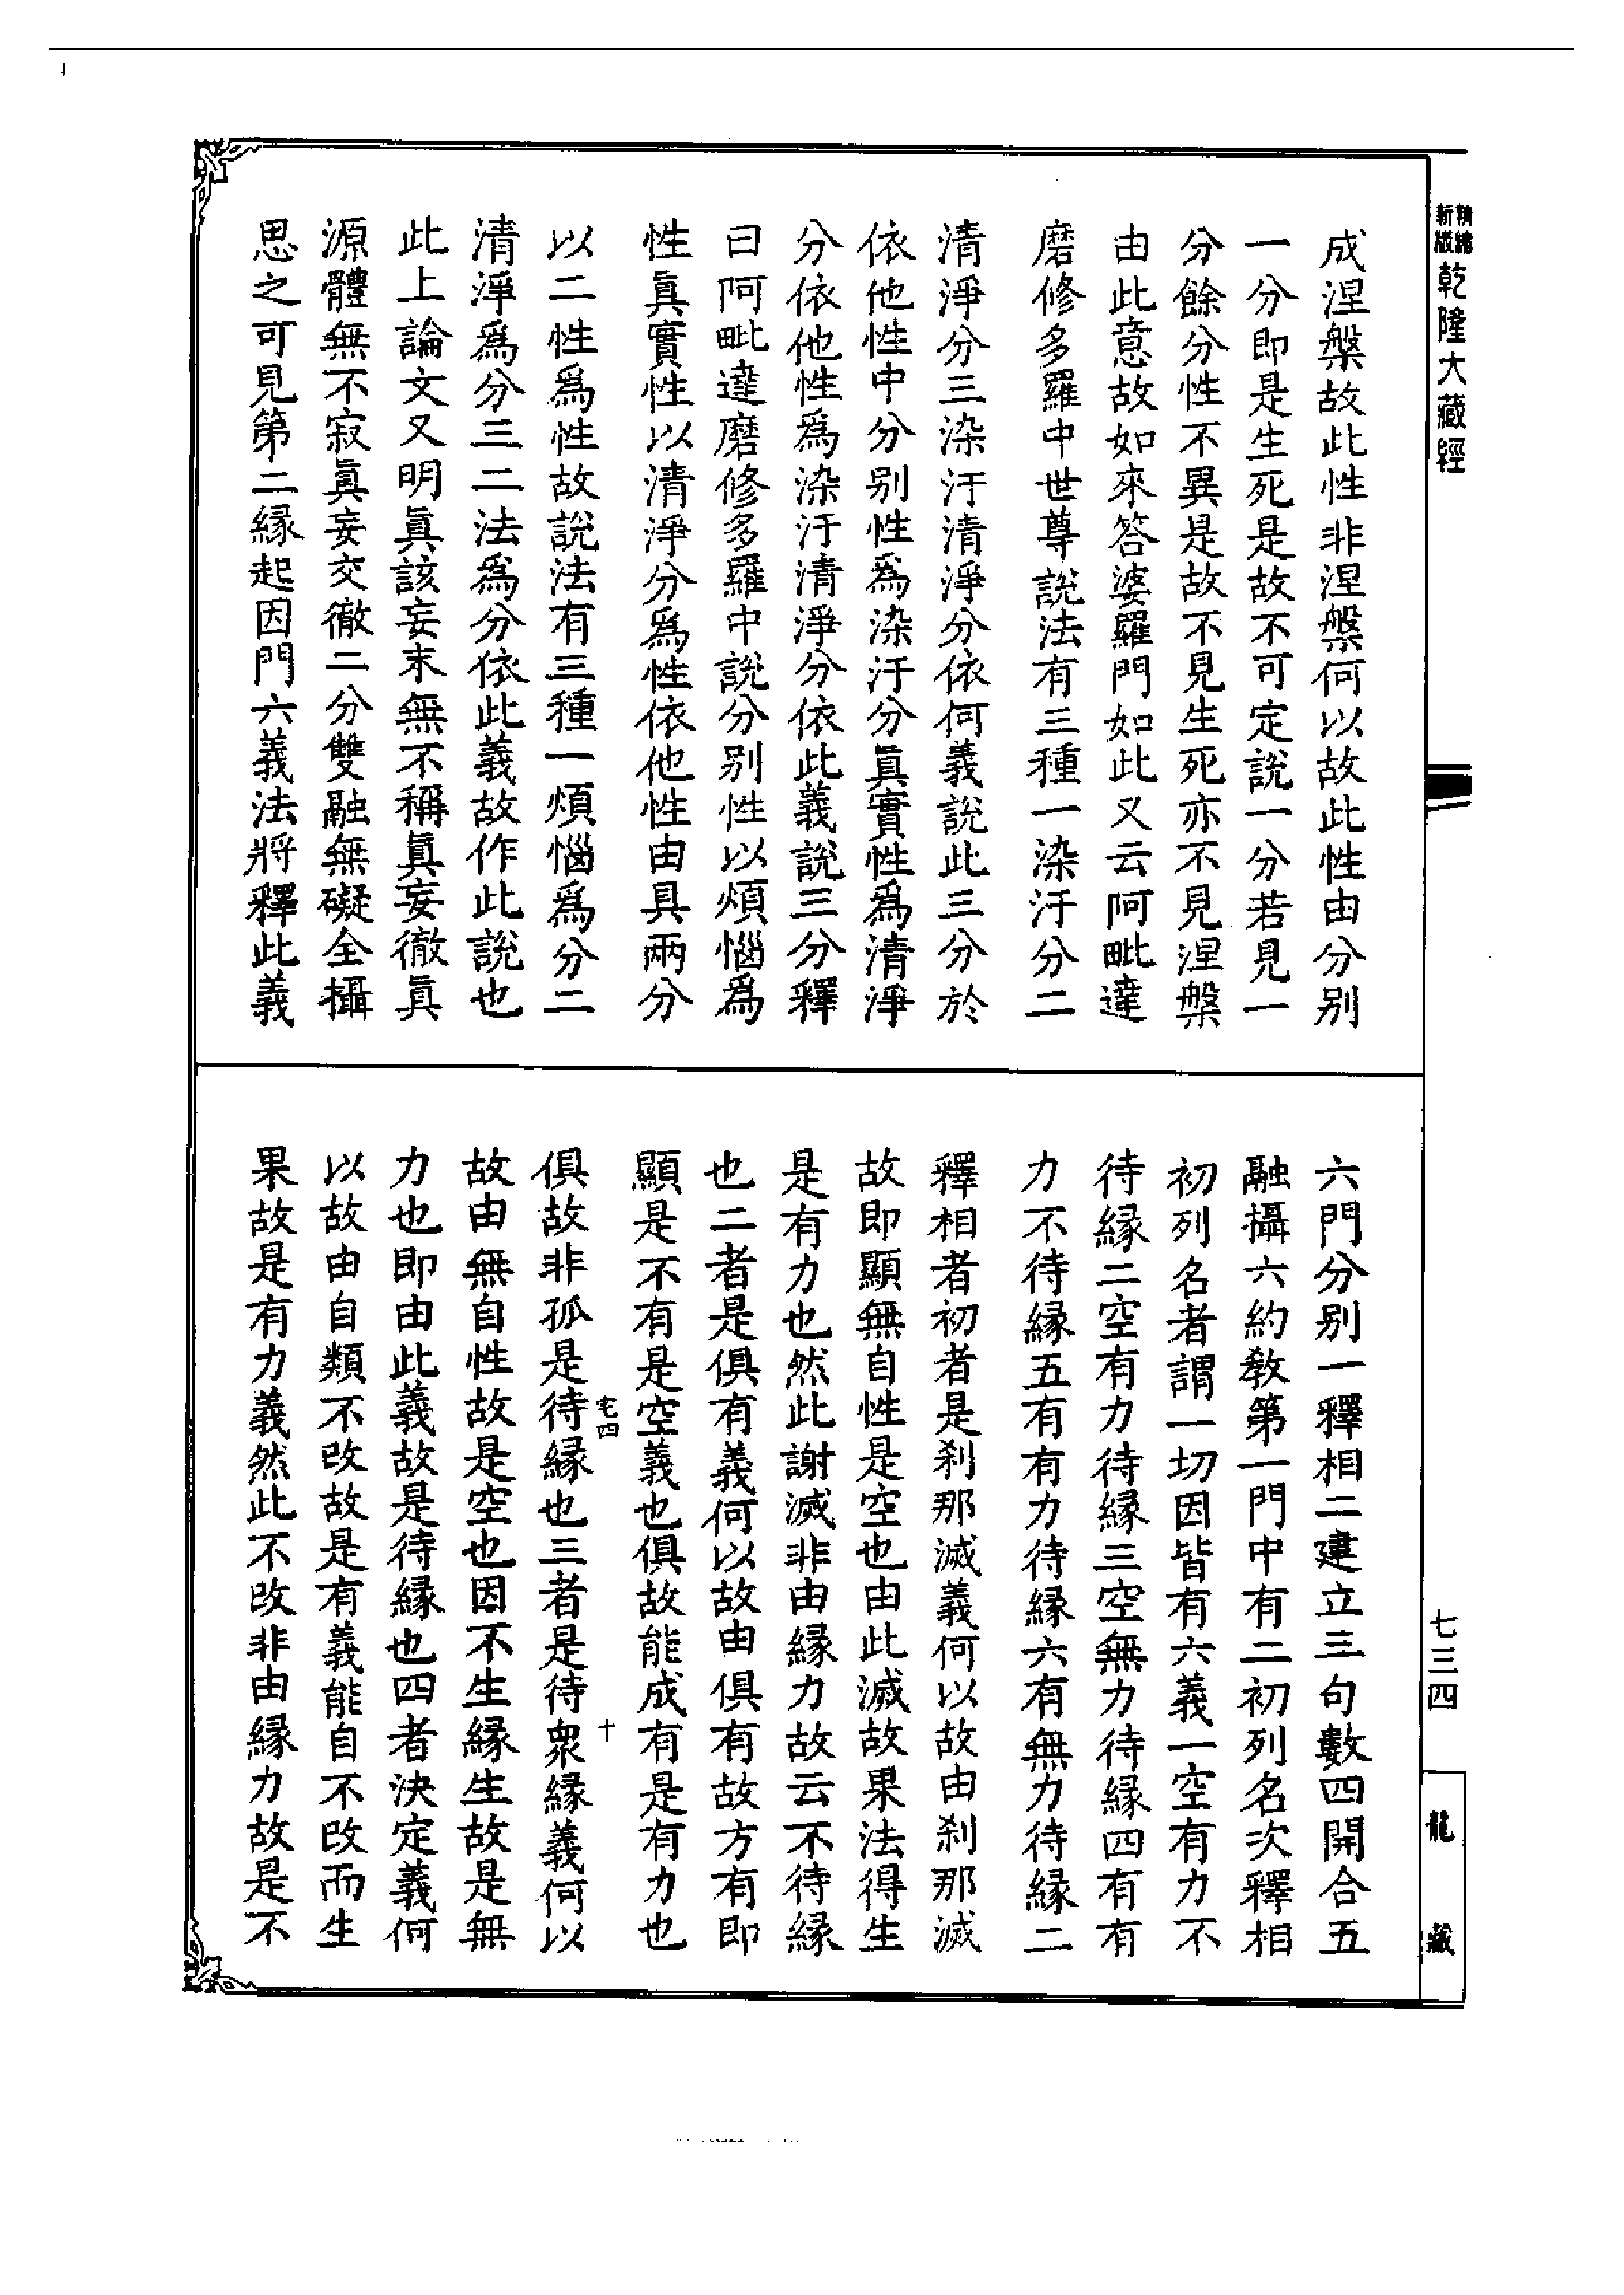 精繡
新版
乾隆大藏經
七三四
龍藏
成涅槃故此性非涅槃何以故此性由分别
一分即是生死是故不可定說一分若見一
分餘分性不異是故不見生死亦不見涅槃
由此意故如來答婆羅門如此又云阿毗達
磨修多羅中世尊說法有三種一染汙分二
清淨分三染汙清淨分依何義說此三分於
依他性中分别性為染汙分眞實性爲清淨
分依他性爲染汙清淨分依此義說三分釋
曰阿毗達磨修多羅中說分别性以煩惱爲
性眞實性以清淨分爲性依他性由具兩分
以二性爲性故說法有三種一煩惱爲分二
清淨爲分三二法爲分依此義故作此說也
此上論文又明眞該妄末無不稱眞妄徹眞
源體無不寂眞妄交徹二分雙融無礙全攝
思之可見第二緣起因門六義法將釋此義
六門分别一釋相二建立三句數四開合五
融攝六約教第一門中有二初列名次釋相
初列名者謂一切因皆有六義一空有力不
待緣二空有力待緣三空無力待緣四有有
力不待緣五有有力待緣六有無力待緣二
釋相者初者是刹那滅義何以故由刹那滅
故即顯無自性是空也由此滅故果法得生
是有力也然此謝滅非由緣力故云不待緣
也二者是俱有義何以故由俱有故方有即
顯是不有是空義也俱故能成有是有力也
俱故非孤是待緣也三者是待衆緣義何以
宅四
十
故由無自性故是空也因不生緣生故是無
力也即由此義故是待緣也四者決定義何
以故由自類不改故是有義能自不改而生
果故是有力義然此不改非由緣力故是不